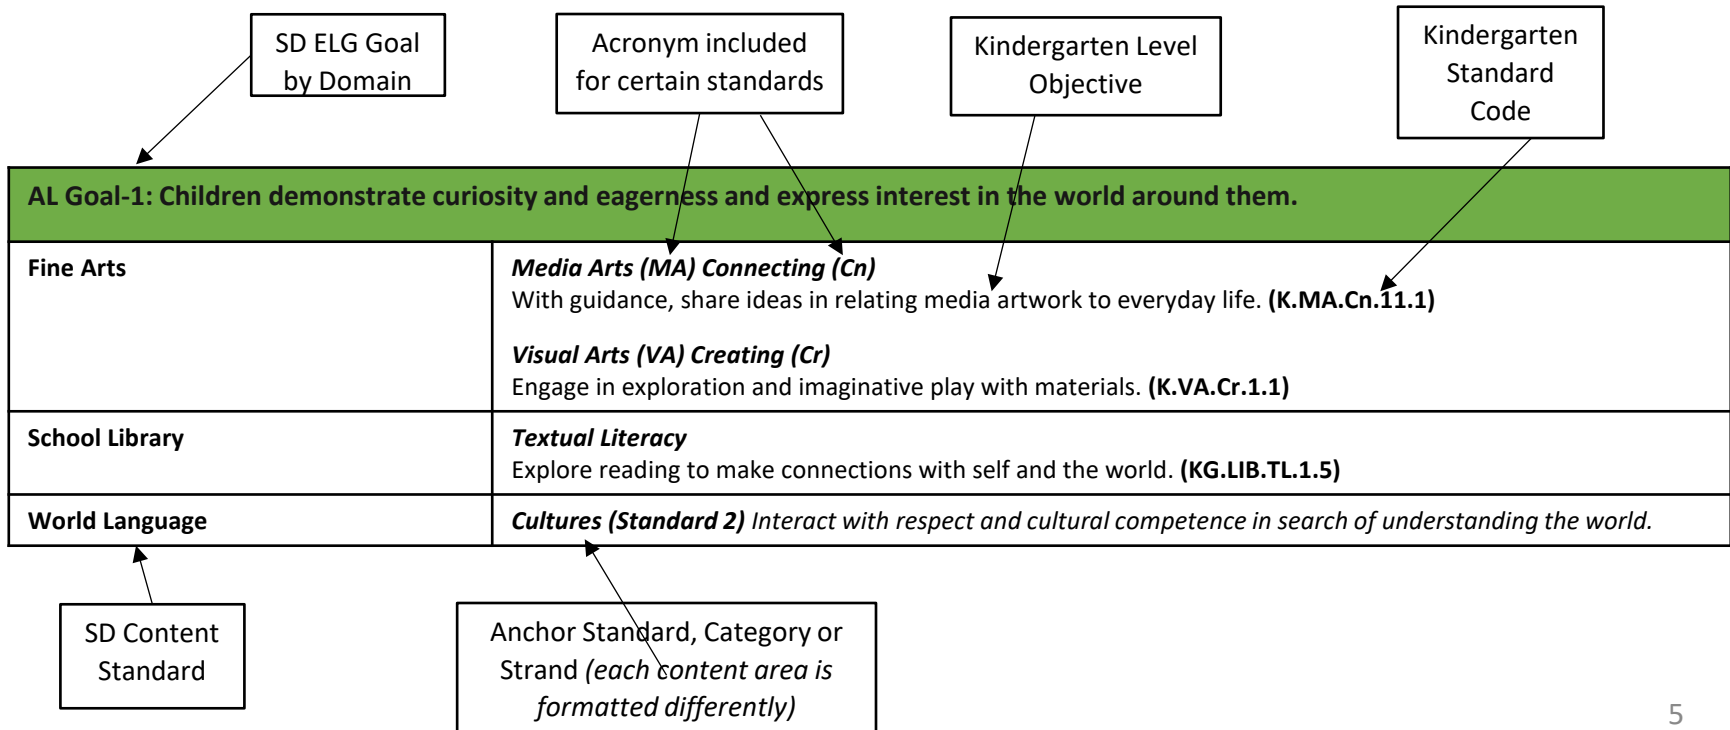 SD ELG Goal
by Domain
Acronym included
for certain standards
Kindergarten Level
Objective
Kindergarten
Standard
Code
AL Goal-1: Children demonstrate curiosity and eagerness and express interest in the world around them.
Fine Arts
Media Arts (MA) Connecting (Cn)
With guidance, share ideas in relating media artwork to everyday life. (K.MA.Cn.11.1)
Visual Arts (VA) Creating (Cr)
Engage in exploration and imaginative play with materials. (K.VA.Cr.1.1)
School Library
Textual Literacy
Explore reading to make connections with self and the world. (KG.LIB.TL.1.5)
World Language
Cultures (Standard 2) Interact with respect and cultural competence in search of understanding the world.
SD Content
Standard
Anchor Standard, Category or
Strand (each content area is
formatted differently)
5